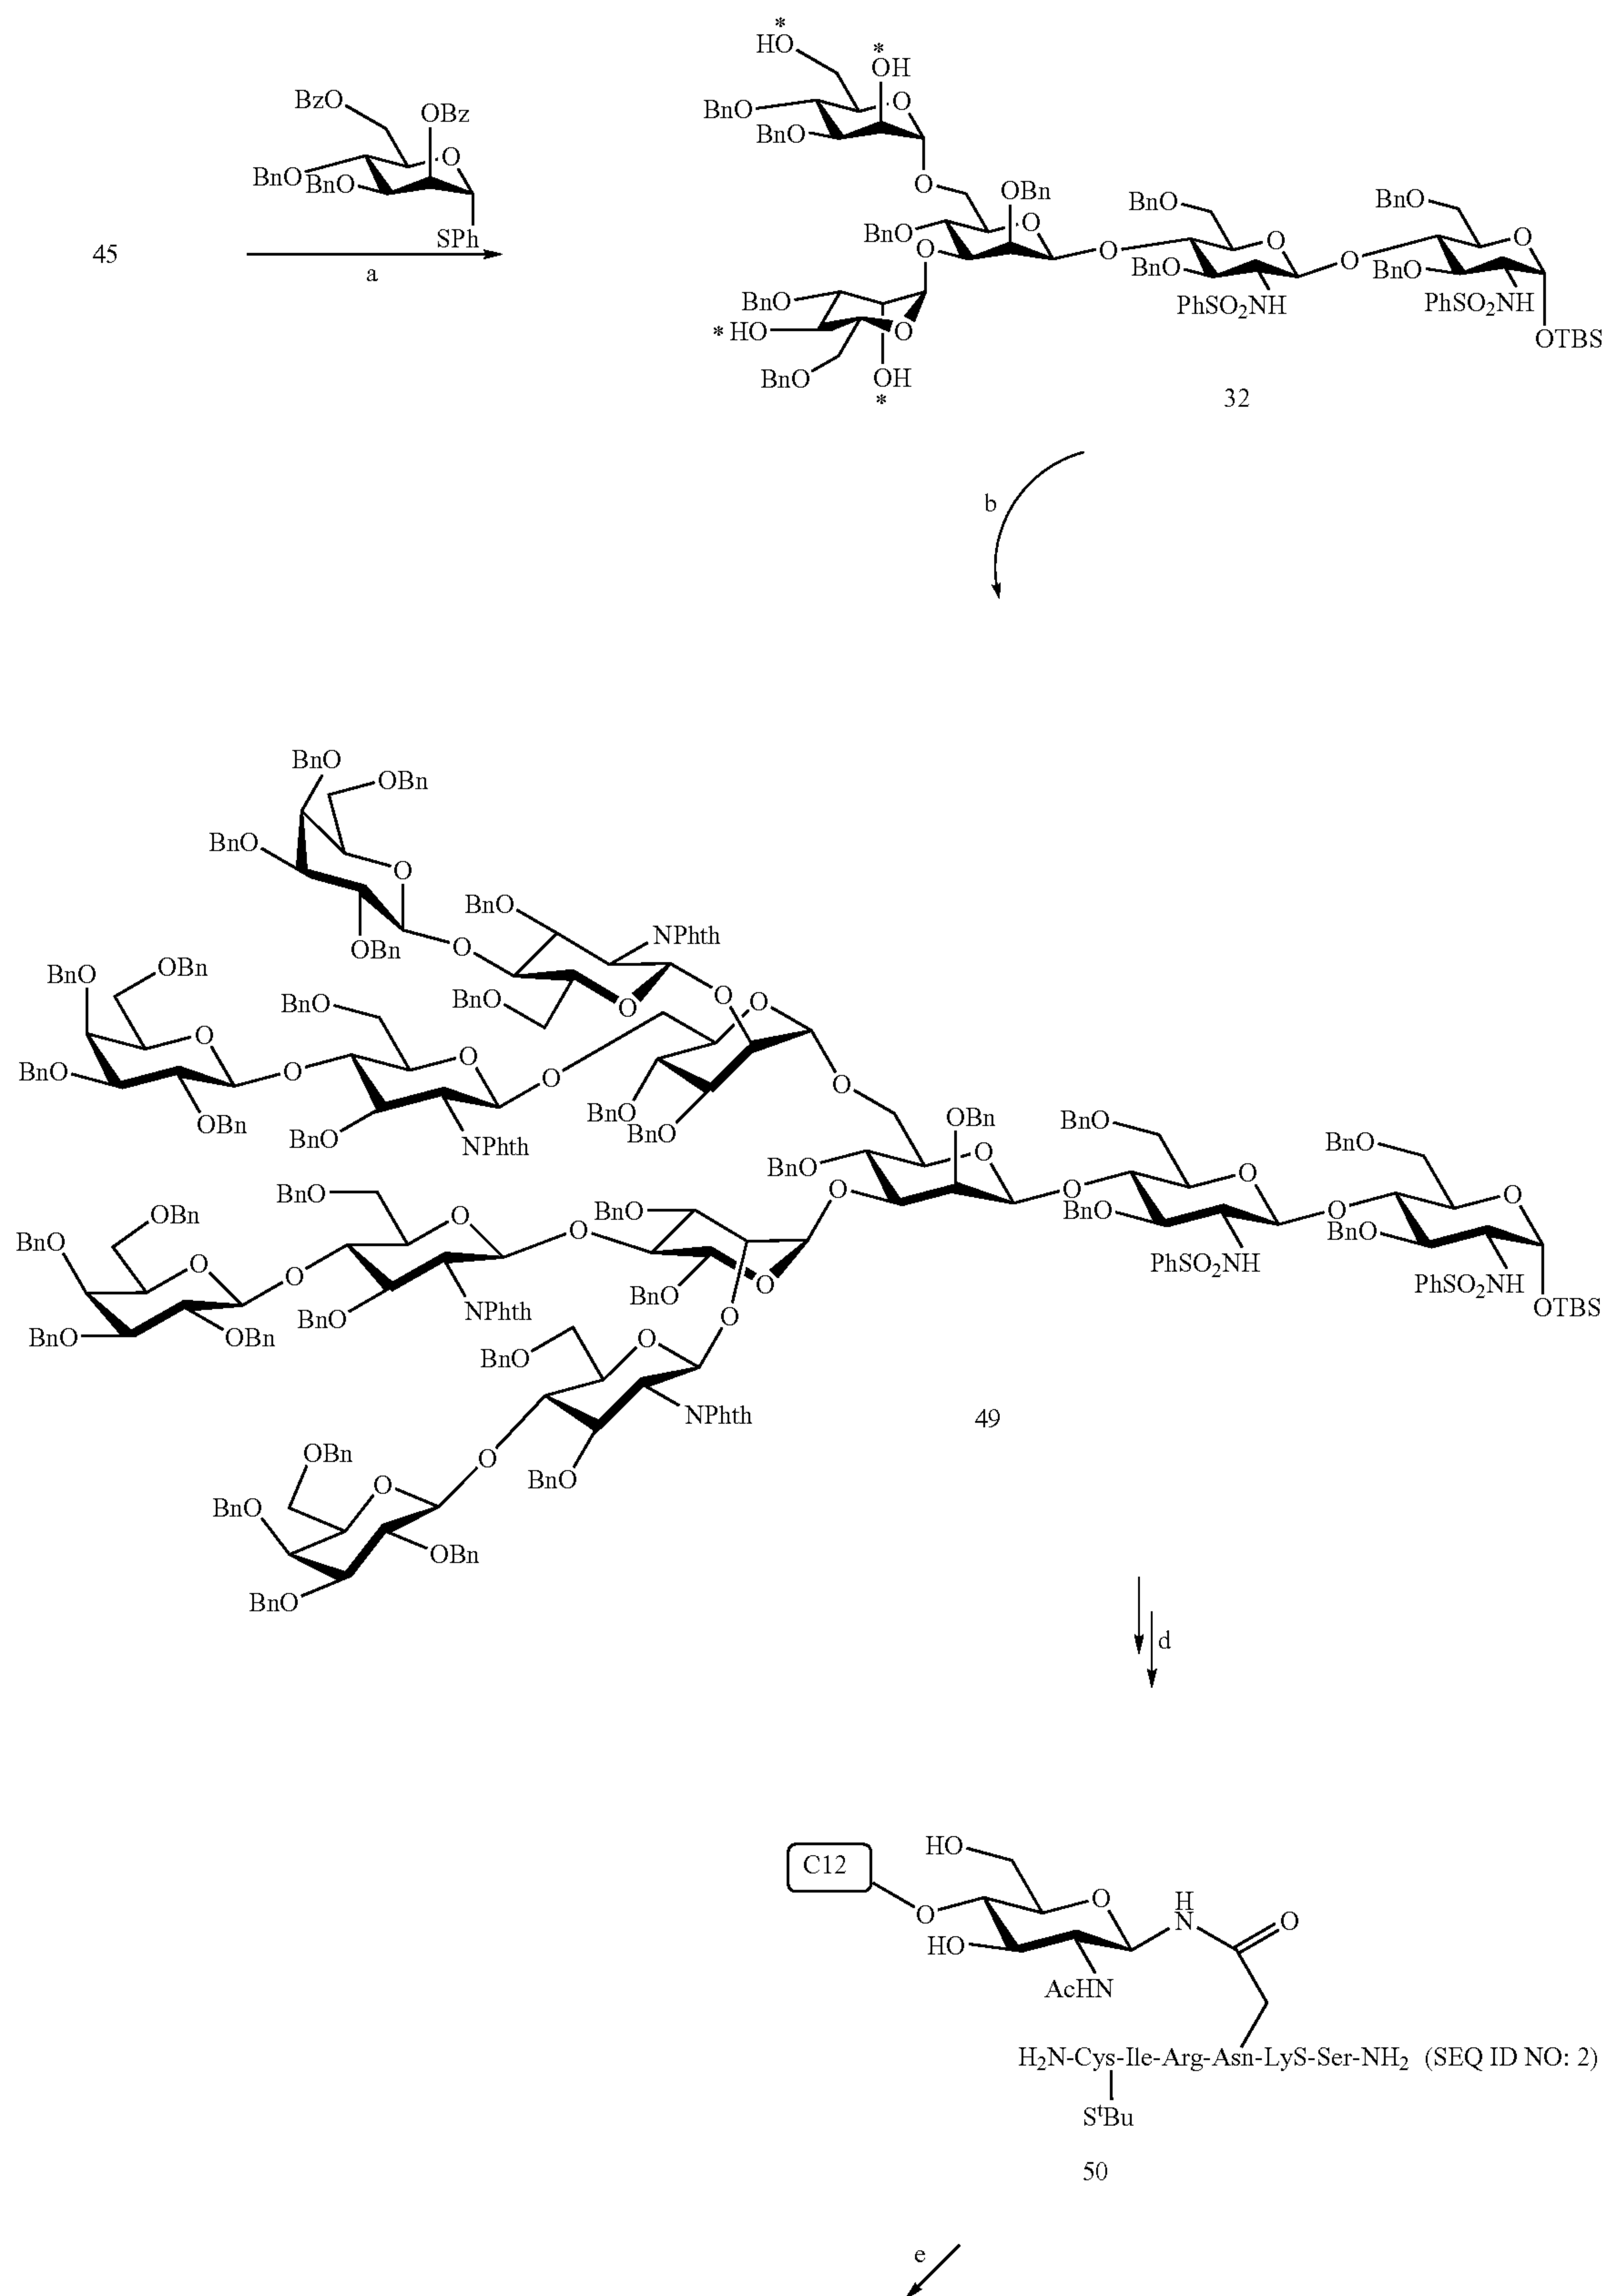 45
BzO
OBz
BnO
BnO
O
SPh
a
*
HO
*
OH
BnO
BnO
O
O
OBn
BnO
O
O
BnO
* HO
O
BnO
OH
*
O
BnO
O
BnO
PhSO2NH
O
BnO
O
BnO
PhSO2NH
OTBS
32
b
BnO
OBn
BnO
O
OBn
O
BnO
NPhth
BnO
O
O
O
BnO
OBn
O
BnO
OBn
O
BnO
O
BnO
NPhth
O
BnO
BnO
O
OBn
BnO
O
O
O
BnO
O
BnO
PhSO2NH
O
BnO
O
BnO
PhSO2NH
OTBS
OBn
BnO
O
BnO
OBn
O
BnO
O
BnO
NPhth
O
BnO
BnO
O
O
BnO
O
NPhth
BnO
O
OBn
BnO
O
OBn
BnO
49
d
C12
HO
O
O
HO
AcHN
H
N
O
H2N-Cys-Ile-Arg-Asn-LyS-Ser-NH2 (SEQ ID NO: 2)
StBu
50
e